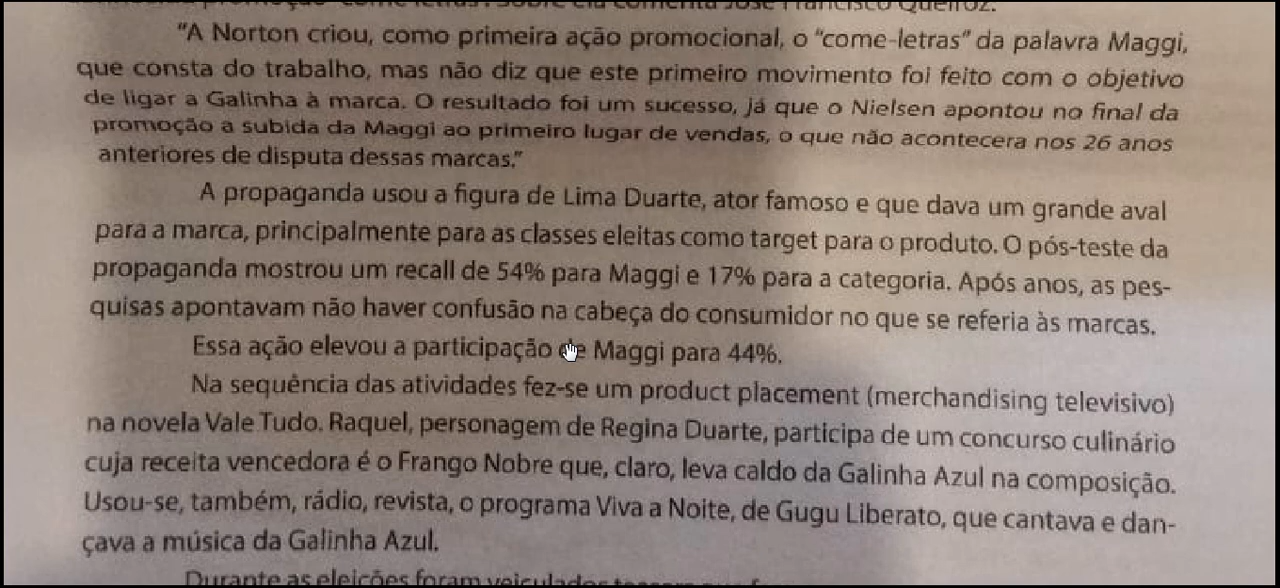 "A Norton criou, como primeira ação promocional, o "come-letras" da palavra Maggi,
que consta do trabalho, mas não diz que este primeiro movimento foi feito com o objetivo
de ligar a Galinha à marca. O resultado foi um sucesso, já que o Nielsen apontou no final da
promoção a subida da Maggi ao primeiro lugar de vendas, o que não acontecera nos 26 anos
anteriores de disputa dessas marcas."
A propaganda usou a figura de Lima Duarte, ator famoso e que dava um grande aval
para a marca, principalmente para as classes eleitas como target para o produto. O pós-teste da
propaganda mostrou um recall de 54% para Maggi e 17% para a categoria. Após anos, as pes-
quisas apontavam não haver confusão na cabeça do consumidor no que se referia às marcas.
Essa ação elevou a participação de Maggi para 44%.
Na sequência das atividades fez-se um product placement (merchandising televisivo)
na novela Vale Tudo. Raquel, personagem de Regina Duarte, participa de um concurso culinário
cuja receita vencedora é o Frango Nobre que, claro, leva caldo da Galinha Azul na composição.
Usou-se, também, rádio, revista, o programa Viva a Noite, de Gugu Liberato, que cantava e dan-
çava a música da Galinha Azul.
Durante as eleições foram veiculados